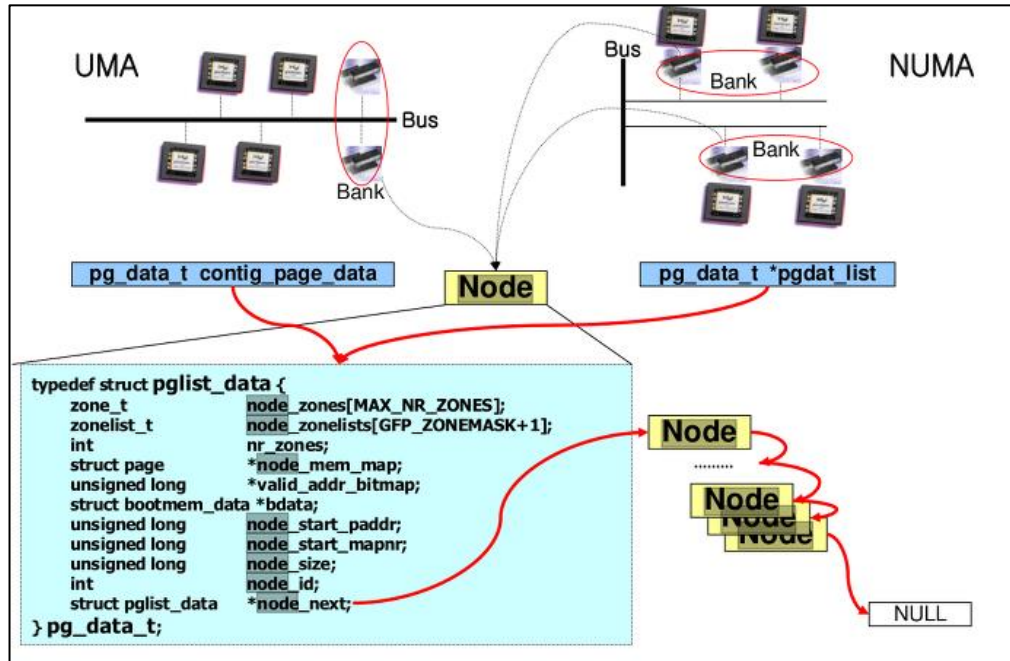 UMA
Bus
Bank
Bus
Bank
Bank
NUMA
pg_data_t contig_page_data
Node
pg_data_t *pgdat_list
typedef struct pglist_data {
zone_t node_zones[MAX_NR_ZONES];
zonelist_t node_zonelists[GFP_ZONEMASK+1];
int nr_zones;
struct page *node_mem_map;
unsigned long *valid_addr_bitmap;
struct bootmem_data *bdata;
unsigned long node_start_paddr;
unsigned long node_start_mapnr;
unsigned long node_size;
int node_id;
struct pglist_data *node_next;
} pg_data_t;
Node
.........
Node
Node
Node
NULL